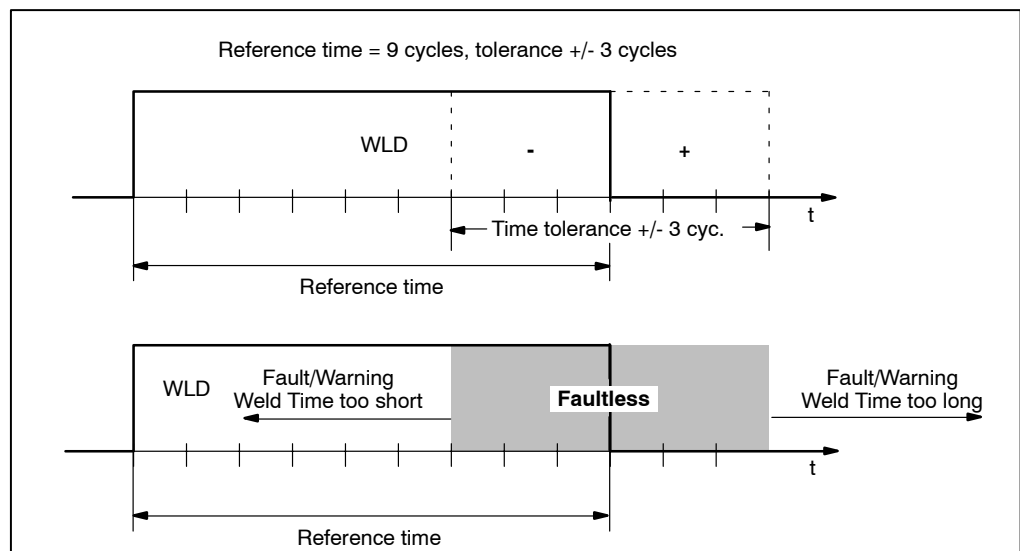 Reference time = 9 cycles, tolerance +/- 3 cycles
WLD
-
+
t
Time tolerance +/- 3 cyc.
Reference time
WLD
Fault/Warning
Weld Time too short
Faultless
Fault/Warning
Weld Time too long
t
Reference time